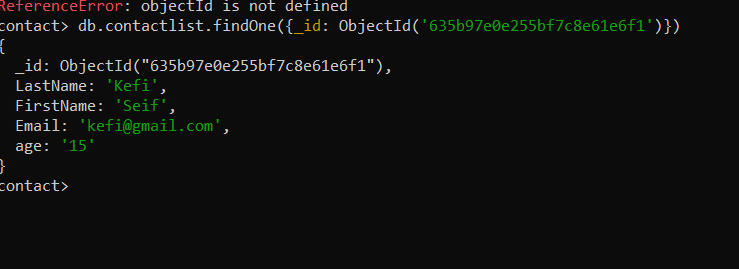 ReferenceError: objectId is not defined
contact> db.contactlist.findOne({_id: ObjectId('635b97e0e255bf7c8e61e6f1')})
{
  _id: ObjectId("635b97e0e255bf7c8e61e6f1"),
  LastName: 'Kefi',
  FirstName: 'Seif',
  Email: 'kefi@gmail.com',
  age: '15'
}
contact>